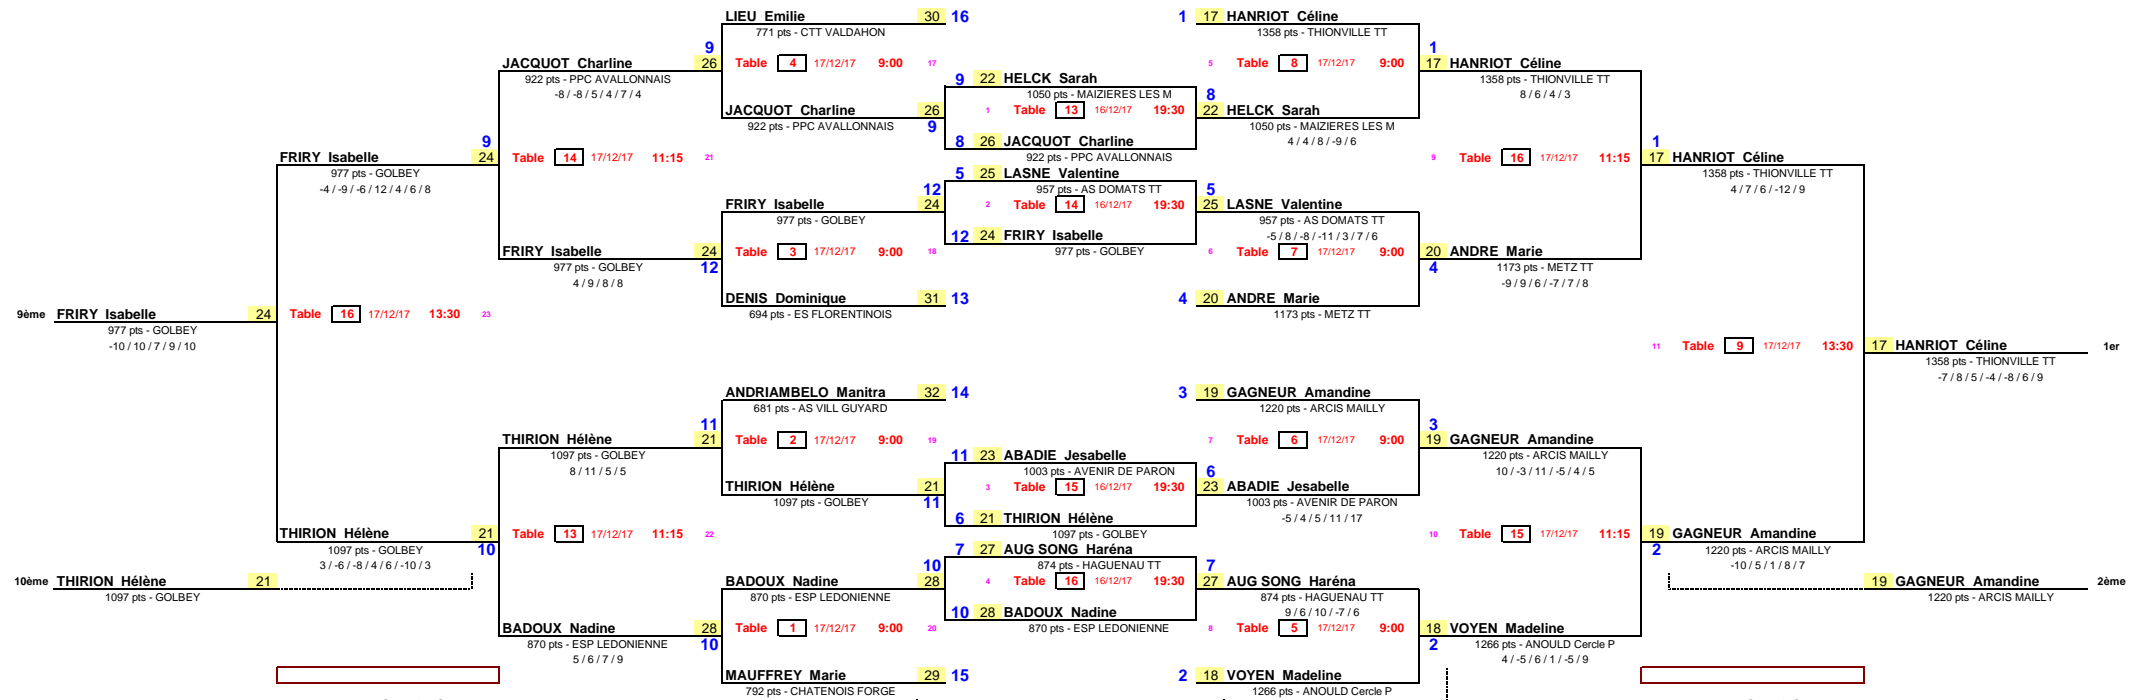 LIEU Emilie 30 16
771 pts - CTT VALDAHON
1 17 HANRIOT Céline
1358 pts - THIONVILLE TT
9
JACQUOT Charline 26
922 pts - PPC AVALLONNAIS
-8 / -8 / 5 / 4 / 7 / 4
Table 4 17/12/17 9:00 17
5 Table 8 17/12/17 9:00
1
17 HANRIOT Céline
1358 pts - THIONVILLE TT
8 / 6 / 4 / 3
9 22 HELCK Sarah
1050 pts - MAIZIERES LES M
JACQUOT Charline 26
922 pts - PPC AVALLONNAIS
9
1 Table 13 16/12/17 19:30
8
22 HELCK Sarah
1050 pts - MAIZIERES LES M
4 / 4 / 8 / -9 / 6
8 26 JACQUOT Charline
922 pts - PPC AVALLONNAIS
9
FRIRY Isabelle 24
977 pts - GOLBEY
-4 / -9 / -6 / 12 / 4 / 6 / 8
Table 14 17/12/17 11:15 21
9 Table 16 17/12/17 11:15
1
17 HANRIOT Céline
1358 pts - THIONVILLE TT
4 / 7 / 6 / -12 / 9
5 25 LASNE Valentine
957 pts - AS DOMATS TT
12
FRIRY Isabelle 24
977 pts - GOLBEY
2 Table 14 16/12/17 19:30
5
25 LASNE Valentine
957 pts - AS DOMATS TT
-5 / 8 / -8 / -11 / 3 / 7 / 6
12 24 FRIRY Isabelle
977 pts - GOLBEY
FRIRY Isabelle 24
977 pts - GOLBEY
12
4 / 9 / 8 / 8
Table 3 17/12/17 9:00 18
6 Table 7 17/12/17 9:00
20 ANDRE Marie
1173 pts - METZ TT
4
-9 / 9 / 6 / -7 / 7 / 8
DENIS Dominique 31 13
694 pts - ES FLORENTINOIS
4 20 ANDRE Marie
1173 pts - METZ TT
9ème FRIRY Isabelle 24
977 pts - GOLBEY
-10 / 10 / 7 / 9 / 10
Table 16 17/12/17 13:30 23
11 Table 9 17/12/17 13:30
17 HANRIOT Céline 1er
1358 pts - THIONVILLE TT
-7 / 8 / 5 / -4 / -8 / 6 / 9
ANDRIAMBELO Manitra 32 14
681 pts - AS VILL GUYARD
3 19 GAGNEUR Amandine
1220 pts - ARCIS MAILLY
11
THIRION Hélène 21
1097 pts - GOLBEY
8 / 11 / 5 / 5
Table 2 17/12/17 9:00 19
7 Table 6 17/12/17 9:00
3
19 GAGNEUR Amandine
1220 pts - ARCIS MAILLY
10 / -3 / 11 / -5 / 4 / 5
11 23 ABADIE Jesabelle
1003 pts - AVENIR DE PARON
THIRION Hélène 21
1097 pts - GOLBEY
11
3 Table 15 16/12/17 19:30
6
23 ABADIE Jesabelle
1003 pts - AVENIR DE PARON
-5 / 4 / 5 / 11 / 17
6 21 THIRION Hélène
1097 pts - GOLBEY
THIRION Hélène 21
1097 pts - GOLBEY
10
3 / -6 / -8 / 4 / 6 / -10 / 3
Table 13 17/12/17 11:15 22
10 Table 15 17/12/17 11:15
19 GAGNEUR Amandine
1220 pts - ARCIS MAILLY
2
-10 / 5 / 1 / 8 / 7
7 27 AUG SONG Haréna
874 pts - HAGUENAU TT
10ème THIRION Hélène 21
1097 pts - GOLBEY
10
BADOUX Nadine 28
870 pts - ESP LEDONIENNE
4 Table 16 16/12/17 19:30
7
27 AUG SONG Haréna
874 pts - HAGUENAU TT
9 / 6 / 10 / -7 / 6
19 GAGNEUR Amandine 2ème
1220 pts - ARCIS MAILLY
10 28 BADOUX Nadine
870 pts - ESP LEDONIENNE
BADOUX Nadine 28
870 pts - ESP LEDONIENNE
10
5 / 6 / 7 / 9
Table 1 17/12/17 9:00 20
8 Table 5 17/12/17 9:00
18 VOYEN Madeline
1266 pts - ANOULD Cercle P
2
4 / -5 / 6 / 1 / -5 / 9
MAUFFREY Marie 29 15
792 pts - CHATENOIS FORGE
2 18 VOYEN Madeline
1266 pts - ANOULD Cercle P